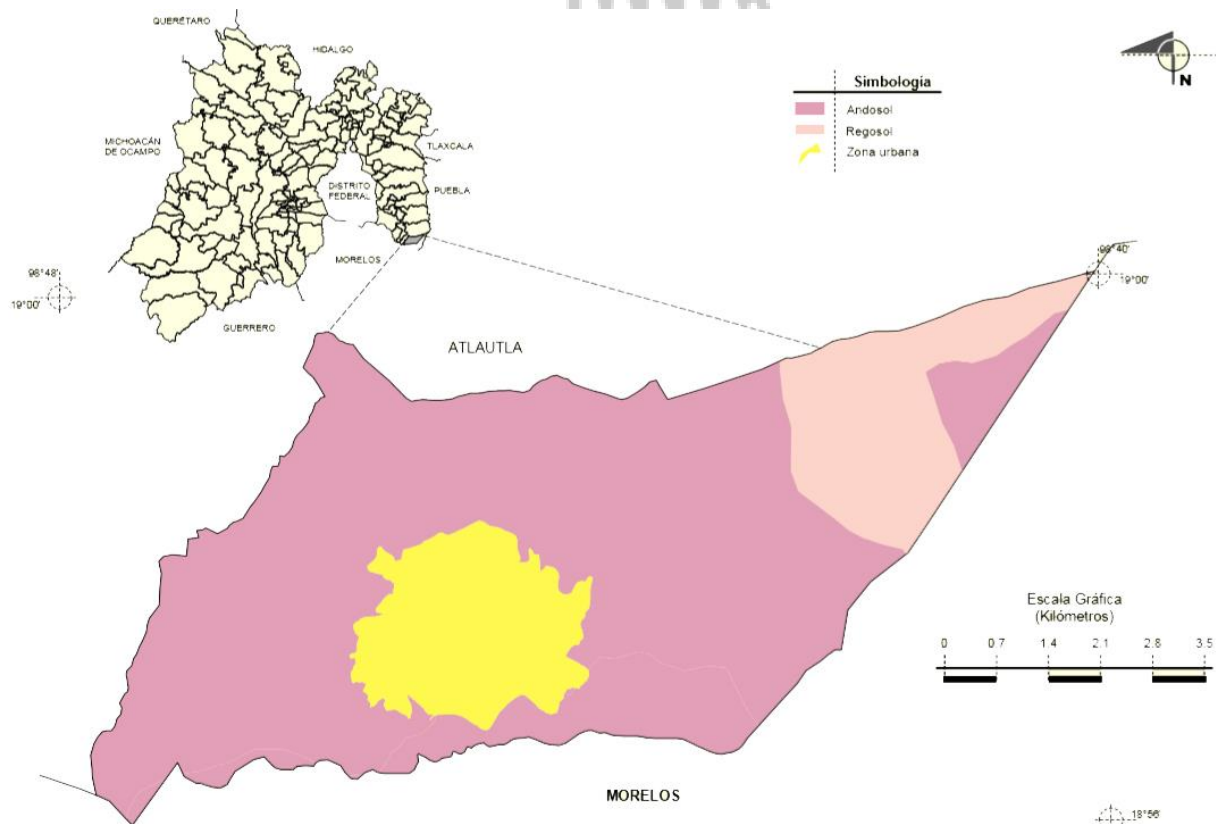 QUERÉTARO
HIDALGO
MICHOACÁN
DE OCAMPO
TLAXCALA
DISTRITO
FEDERAL
PUEBLA
MORELOS
GUERRERO
N
Simbología
Andosol
Regosol
Zona urbana
98°48'
19°00'
98°40'
19°00'
ATLAUTLA
Escala Gráfica
(Kilómetros)
0 0.7 1.4 2.1 2.8 3.5
MORELOS
18°56'